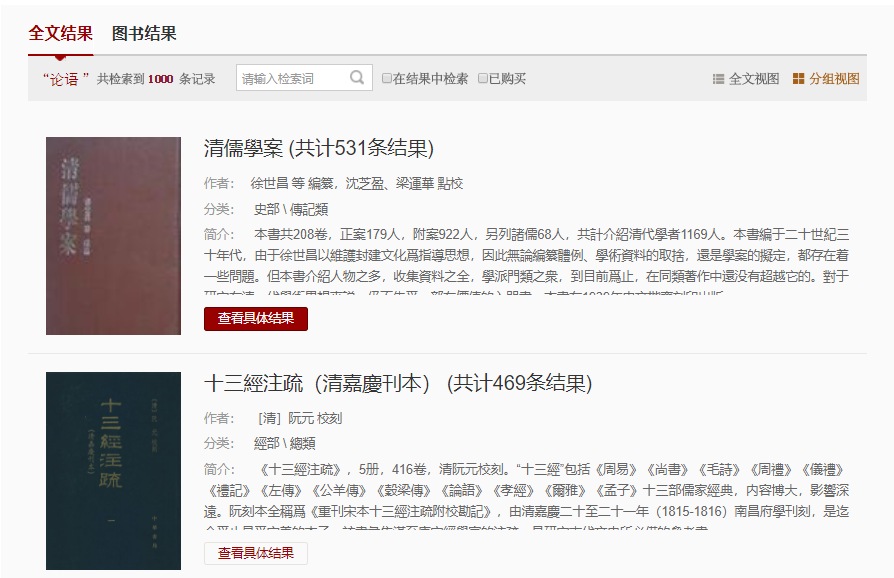 全文结果 图书结果
“论语 ” 共检索到 1000 条记录 请输入检索词 在结果中检索 已购买 全文视图 分组视图
清儒學案
清儒學案 (共计531条结果)
作者： 徐世昌 等 編纂，沈芝盈、梁運華 點校
分类： 史部 \ 傳記類
简介： 本書共208卷，正案179人，附案922人，另列諸儒68人，共計介紹清代學者1169人。本書編于二十世紀三
十年代，由于徐世昌以維護封建文化爲指導思想，因此無論編纂體例、學術資料的取捨，還是學案的擬定，都存在着
一些問題。但本書介紹人物之多，收集資料之全，學派門類之衆，到目前爲止，在同類著作中還没有超越它的。對于
查看具体结果
十三經注疏
（清嘉慶刊本）
一
十三經注疏（清嘉慶刊本） (共计469条结果)
作者： ［清］阮元 校刻
分类： 經部 \ 總類
简介： 《十三經注疏》，5册，416卷，清阮元校刻。“十三經”包括《周易》《尚書》《毛詩》《周禮》《儀禮》
《禮記》《左傳》《公羊傳》《穀梁傳》《論語》《孝經》《爾雅》《孟子》十三部儒家經典，内容博大，影響深
遠。阮刻本全稱爲《重刊宋本十三經注疏附校勘記》，由清嘉慶二十至二十一年（1815-1816）南昌府學刊刻，是迄
查看具体结果